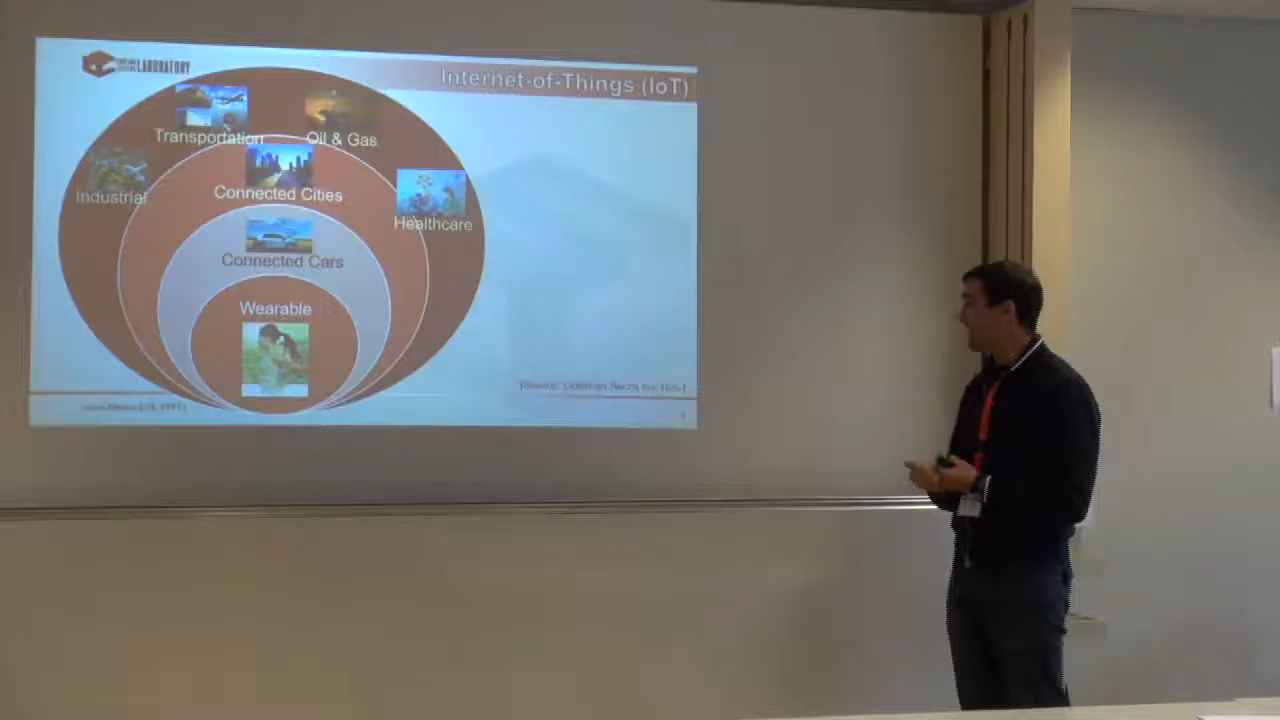 LABORATORY
Internet-of-Things (IoT)
Transportation
Oil & Gas
Industrial
Connected Cities
Healthcare
Connected Cars
Wearable